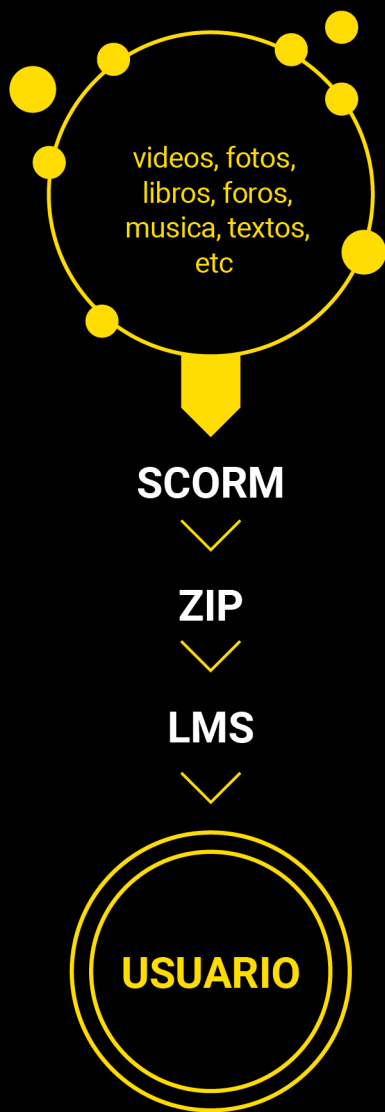 videos, fotos,
libros, foros,
musica, textos,
etc
SCORM
ZIP
LMS
USUARIO